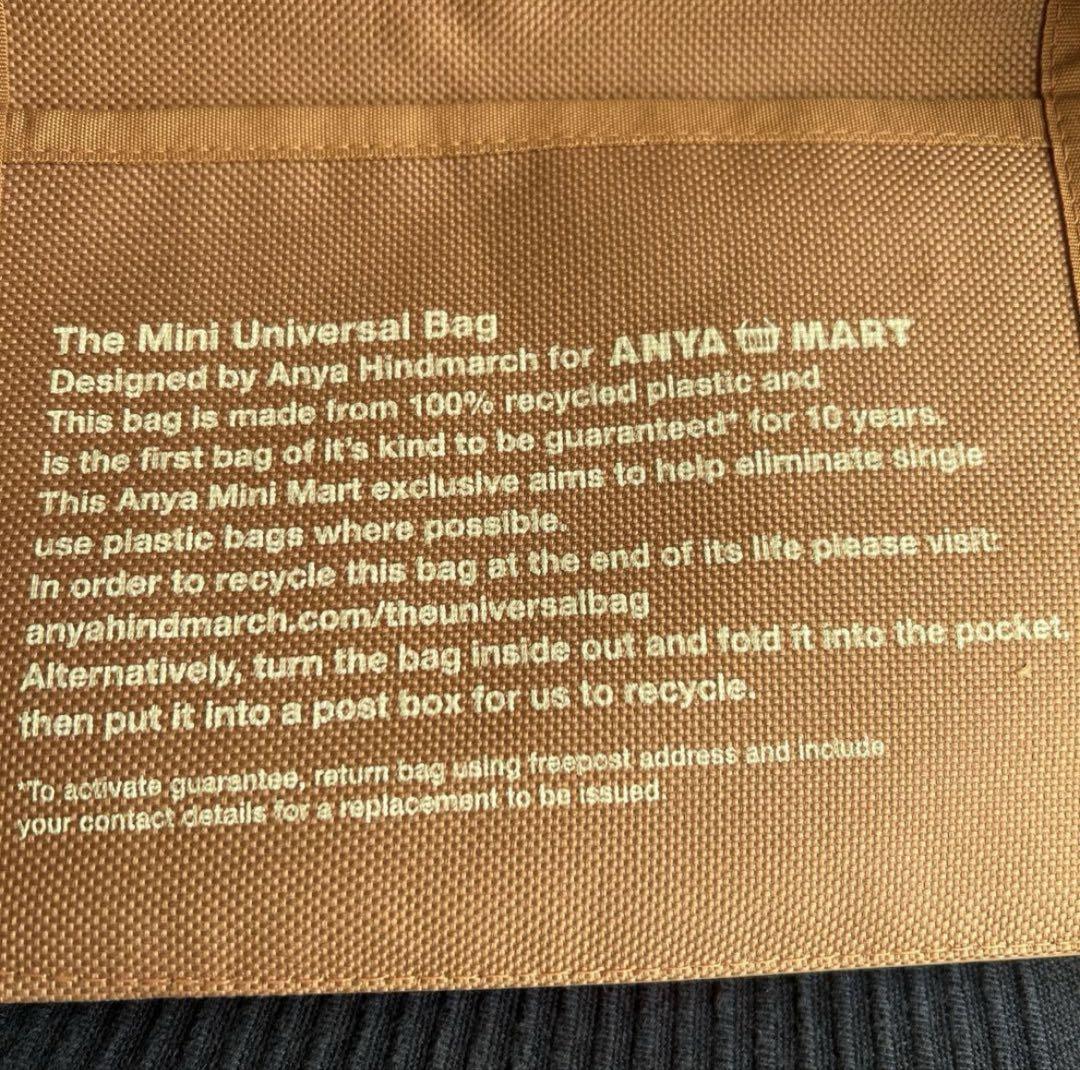 The Mini Universal Bag
Designed by Anya Hindmarch for ANYA MART
This bag is made from 100% recycled plastic and
is the first bag of it's kind to be guaranteed* for 10 years.
This Anya Mini Mart exclusive aims to help eliminate single
use plastic bags where possible.
In order to recycle this bag at the end of its life please visit:
anyahindmarch.com/theuniversalbag
Alternatively, turn the bag inside out and fold it into the pocket,
then put it into a post box for us to recycle.
*To activate guarantee, return bag using freepost address and include
your contact details for a replacement to be issued